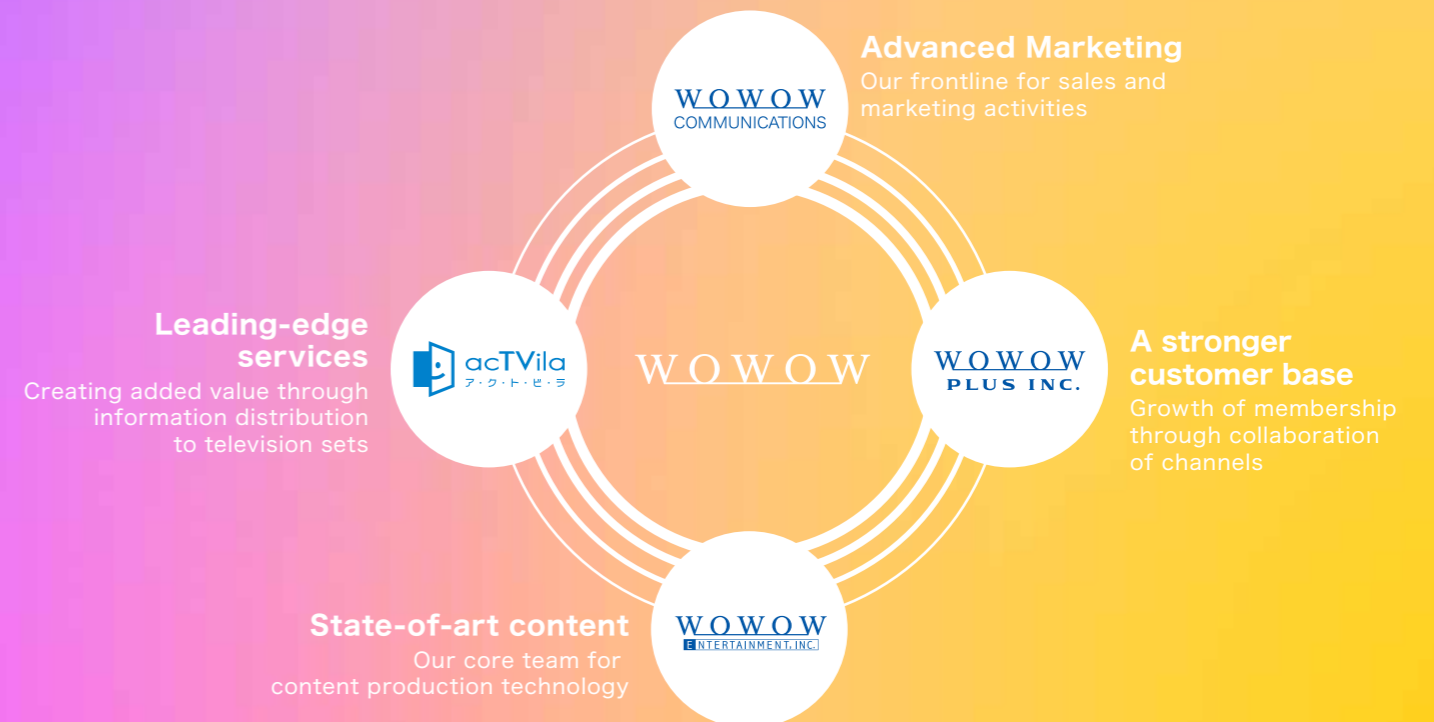 WOWOW
COMMUNICATIONS
Advanced Marketing
Our frontline for sales and
marketing activities
Leading-edge
services
Creating added value through
information distribution
to television sets
acTVila
ア・ク・ト・ビ・ラ
WOWOW
WOWOW
PLUS INC.
A stronger
customer base
Growth of membership
through collaboration
of channels
State-of-art content
Our core team for
content production technology
WOWOW
ENTERTAINMENT, INC.